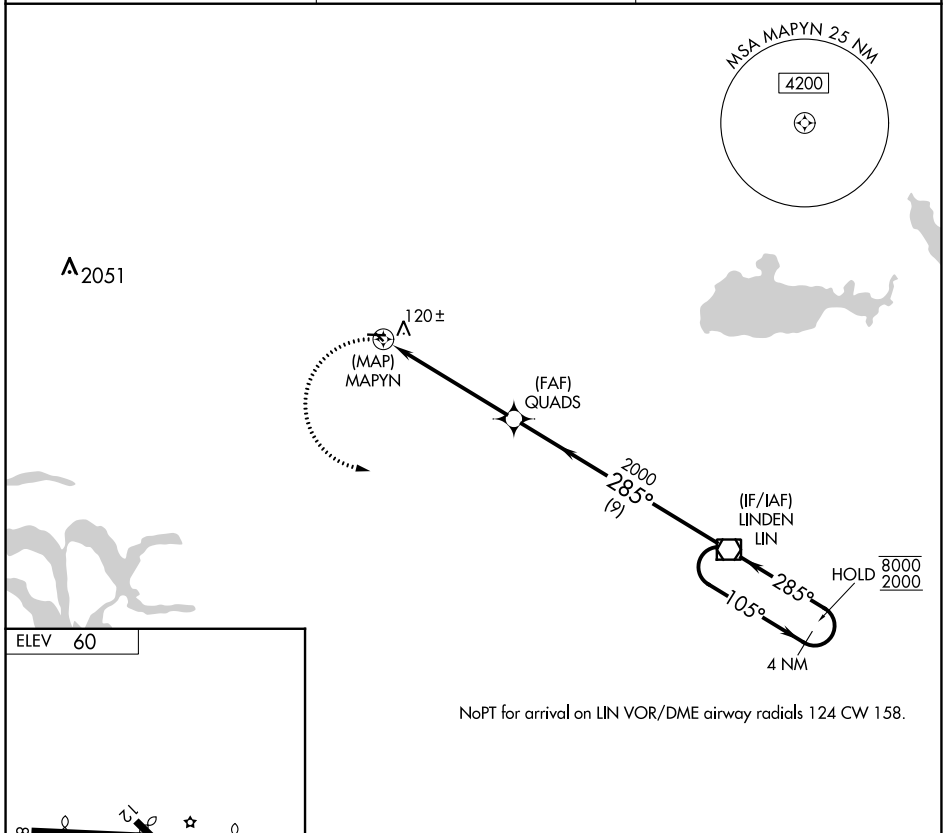 MSA MAPYN 25 NM
4200
2051
120±
(MAP)
MAPYN
(FAF)
QUADS
2000
285°
(9)
(IF/IAF)
LINDEN
LIN
HOLD 8000
2000
285°
105°
4 NM
NoPT for arrival on LIN VOR/DME airway radials 124 CW 158.
ELEV 60
12
8